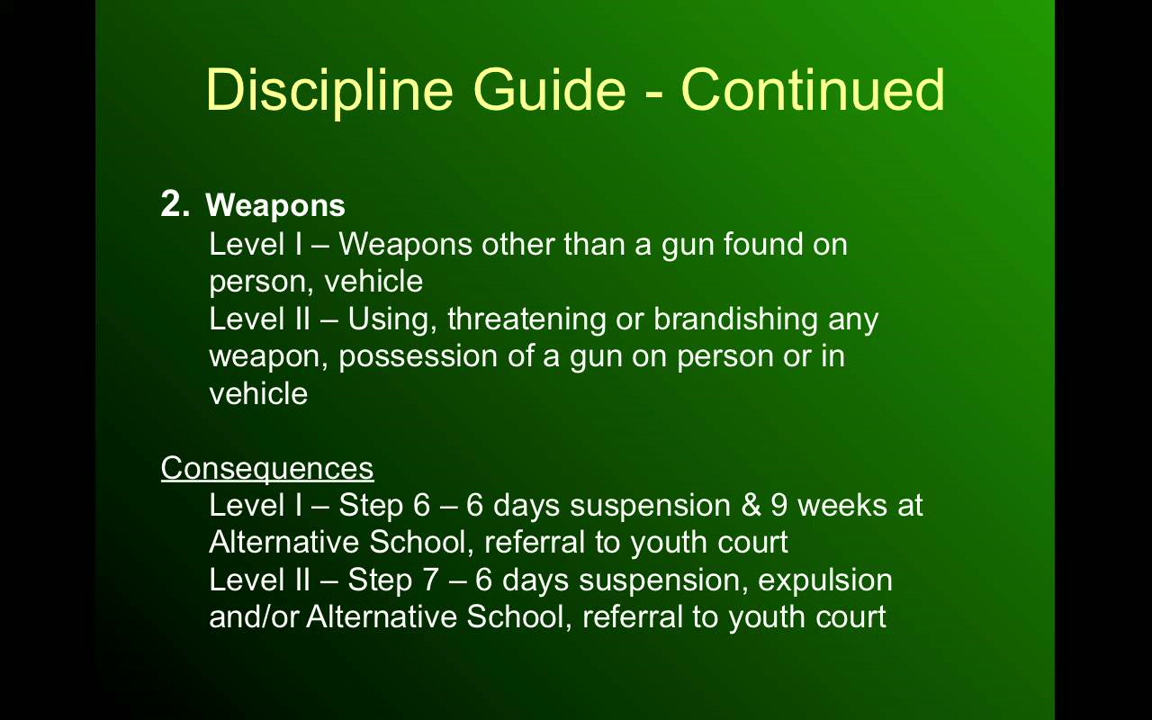 Discipline Guide - Continued
2. Weapons
Level I – Weapons other than a gun found on
person, vehicle
Level II – Using, threatening or brandishing any
weapon, possession of a gun on person or in
vehicle
Consequences
Level I – Step 6 – 6 days suspension & 9 weeks at
Alternative School, referral to youth court
Level II – Step 7 – 6 days suspension, expulsion
and/or Alternative School, referral to youth court